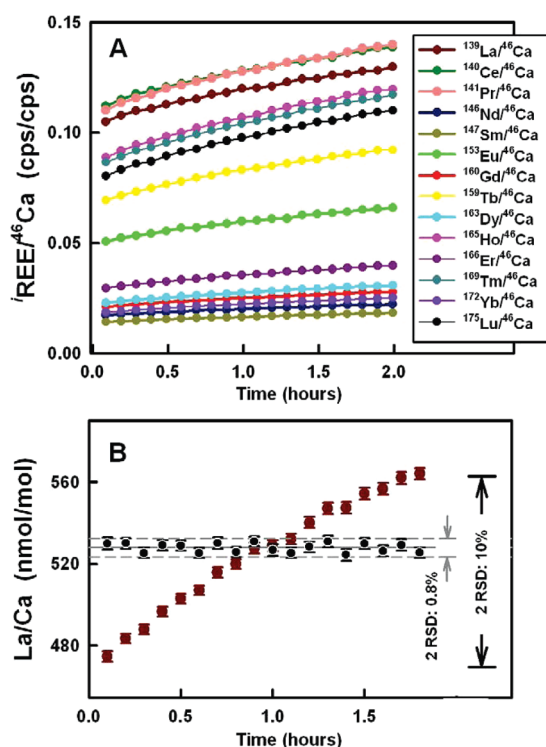 A
0.15
0.10
0.05
0.00
ⁱREE/⁴⁶Ca (cps/cps)
0.0 0.5 1.0 1.5 2.0
Time (hours)
¹³⁹La/⁴⁶Ca
¹⁴⁰Ce/⁴⁶Ca
¹⁴¹Pr/⁴⁶Ca
¹⁴⁶Nd/⁴⁶Ca
¹⁴⁷Sm/⁴⁶Ca
¹⁵³Eu/⁴⁶Ca
¹⁶⁰Gd/⁴⁶Ca
¹⁵⁹Tb/⁴⁶Ca
¹⁶³Dy/⁴⁶Ca
¹⁶⁵Ho/⁴⁶Ca
¹⁶⁶Er/⁴⁶Ca
¹⁶⁹Tm/⁴⁶Ca
¹⁷²Yb/⁴⁶Ca
¹⁷⁵Lu/⁴⁶Ca
B
560
520
480
La/Ca (nmol/mol)
2 RSD: 0.8%
2 RSD: 10%
0.0 0.5 1.0 1.5
Time (hours)